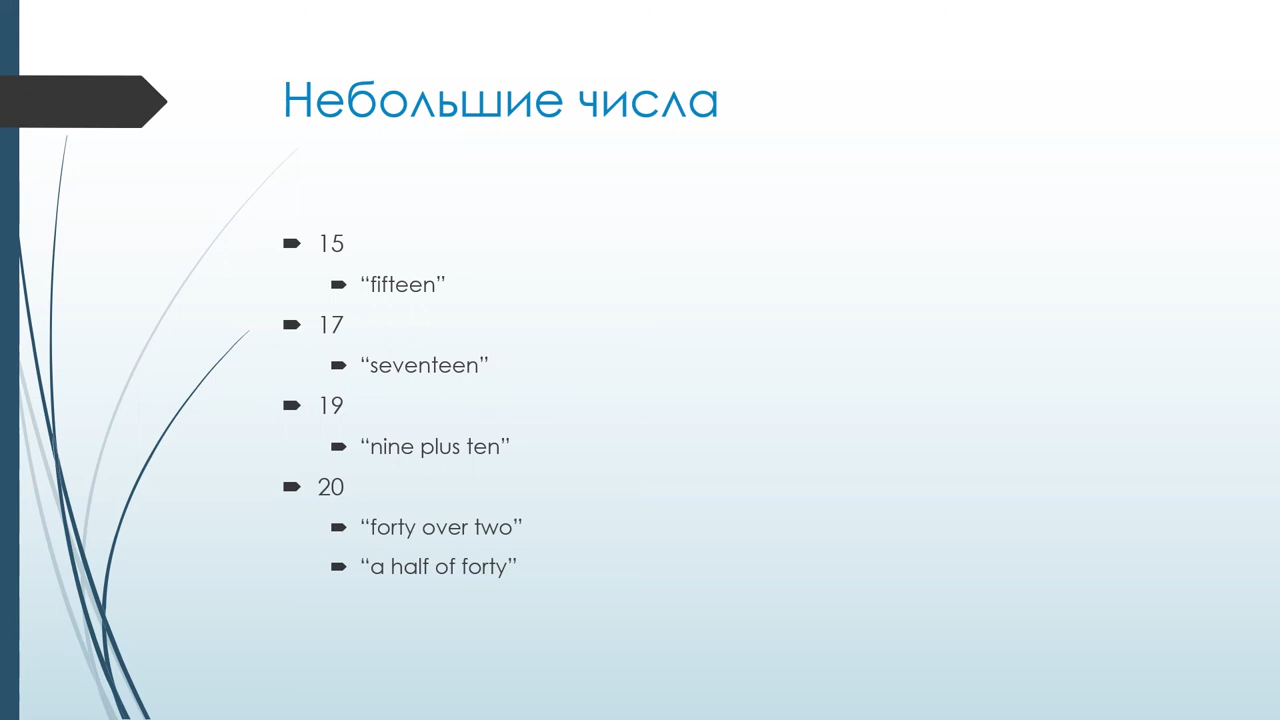 Небольшие числа
15
“fifteen”
17
“seventeen”
19
“nine plus ten”
20
“forty over two”
“a half of forty”